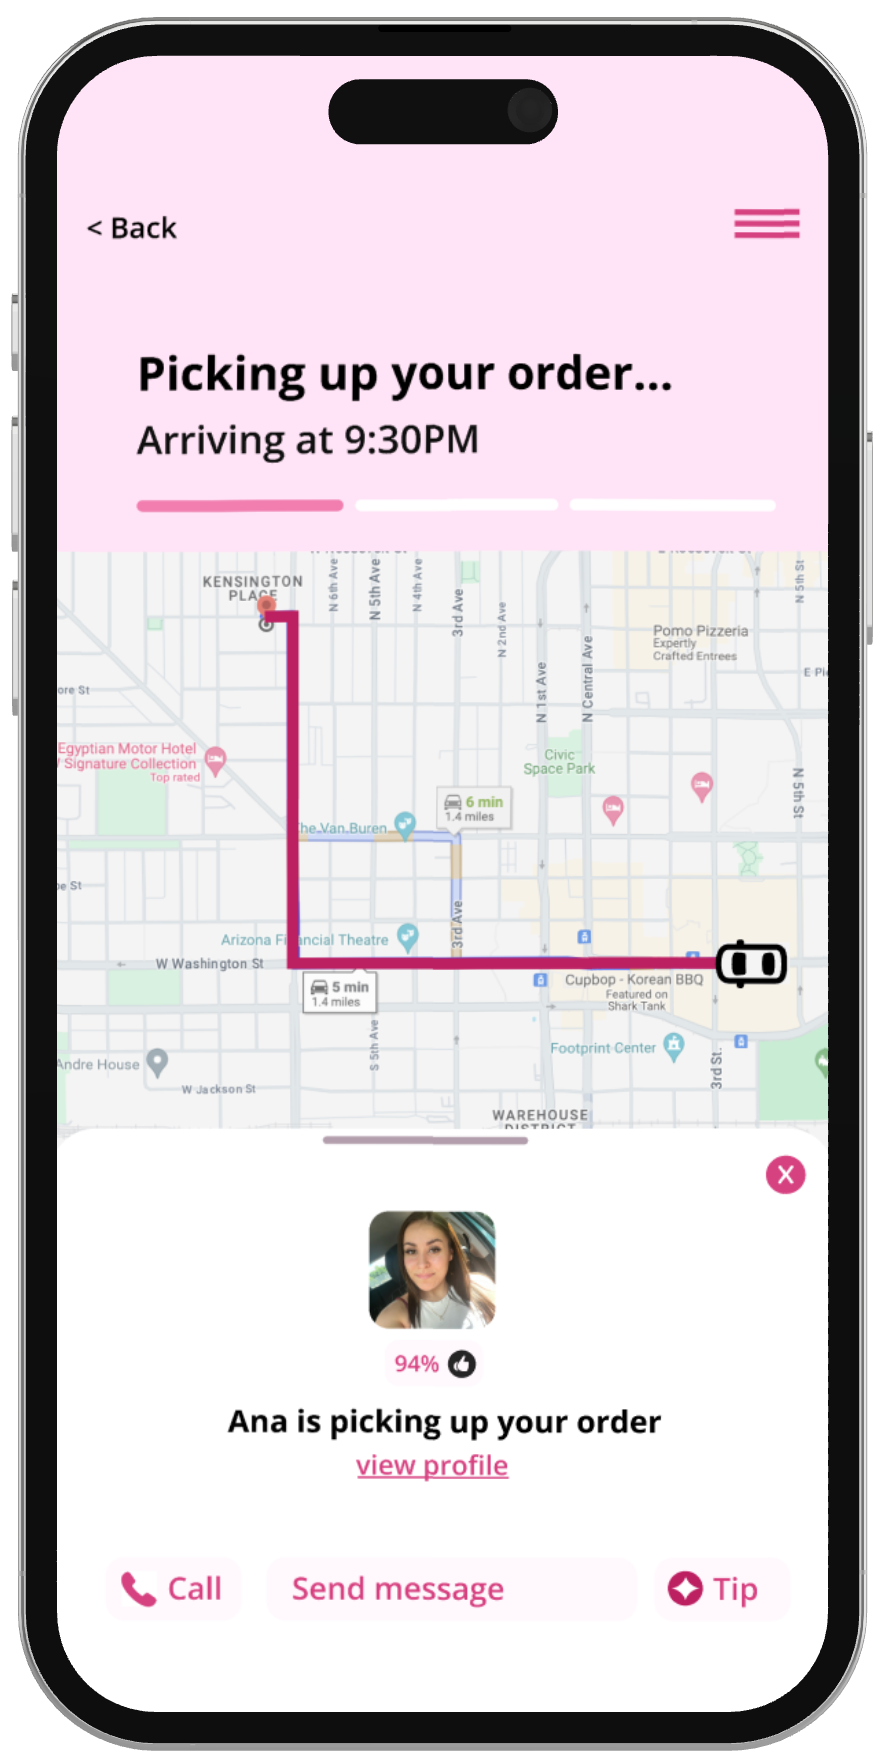 < Back
Picking up your order...
Arriving at 9:30PM
KENSINGTON
PLACE
N 6th Ave
N 5th Ave
N 4th Ave
3rd Ave
N 2nd Ave
N 1st Ave
N Central Ave
N 5th St
Pomo Pizzeria
Expertly
Crafted Entrees
E Pi
ore St
Egyptian Motor Hotel
/ Signature Collection
Top rated
Civic
Space Park
N 5th St
6 min
1.4 miles
he Van Buren
oe St
3rd Ave
Arizona Financial Theatre
W Washington St
5 min
1.4 miles
Cupbop - Korean BBQ
Featured on
Shark Tank
S 5th Ave
Footprint Center
3rd St.
Andre House
W Jackson St
WAREHOUSE
DISTRICT
X
94%
Ana is picking up your order
view profile
Call
Send message
Tip